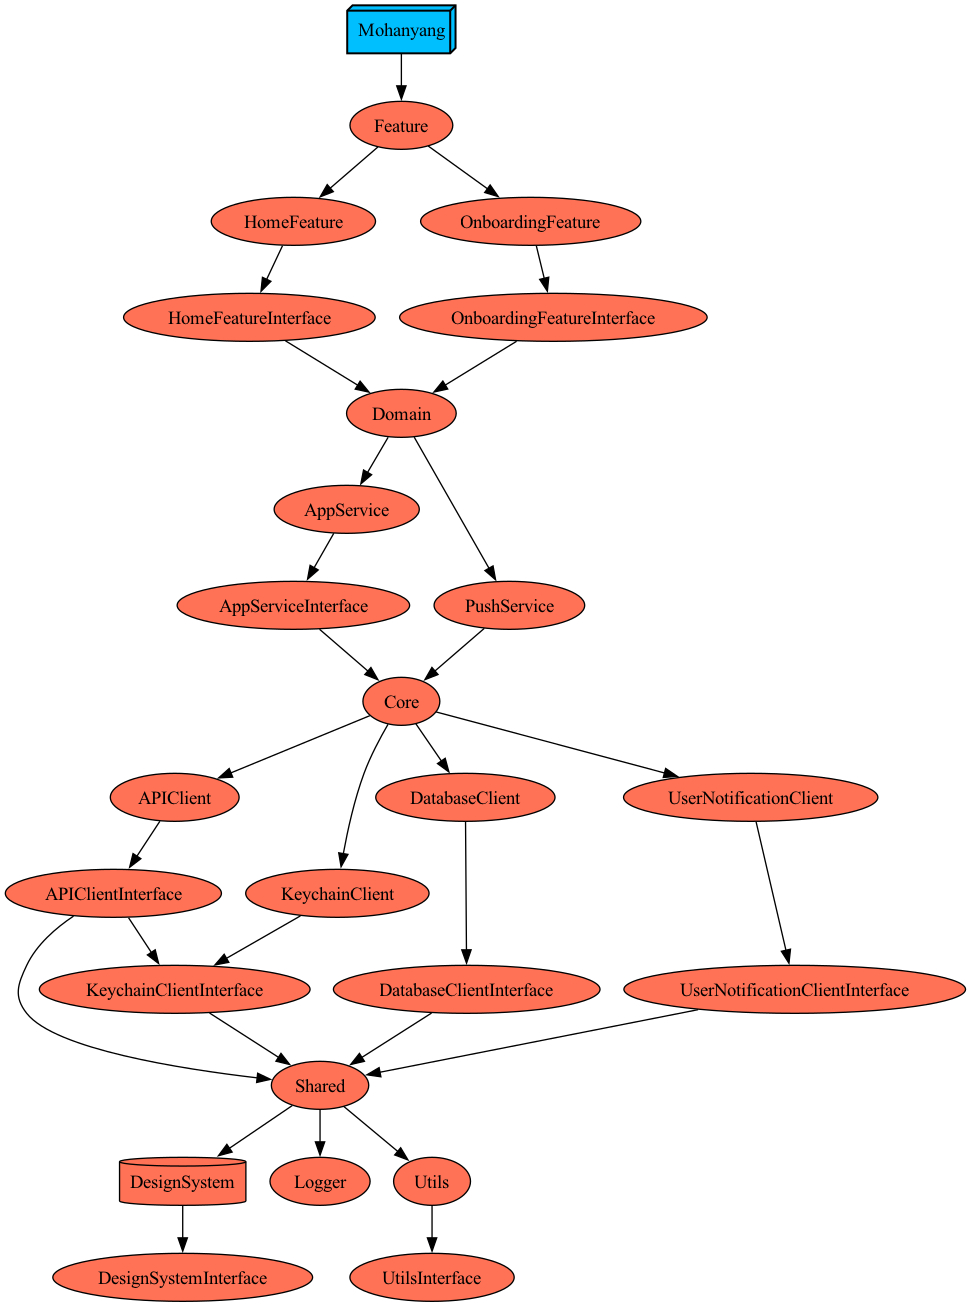 Mohanyang
Feature
HomeFeature
OnboardingFeature
HomeFeatureInterface
OnboardingFeatureInterface
Domain
AppService
AppServiceInterface
PushService
Core
APIClient
DatabaseClient
UserNotificationClient
APIClientInterface
KeychainClient
KeychainClientInterface
DatabaseClientInterface
UserNotificationClientInterface
Shared
DesignSystem
Logger
Utils
DesignSystemInterface
UtilsInterface